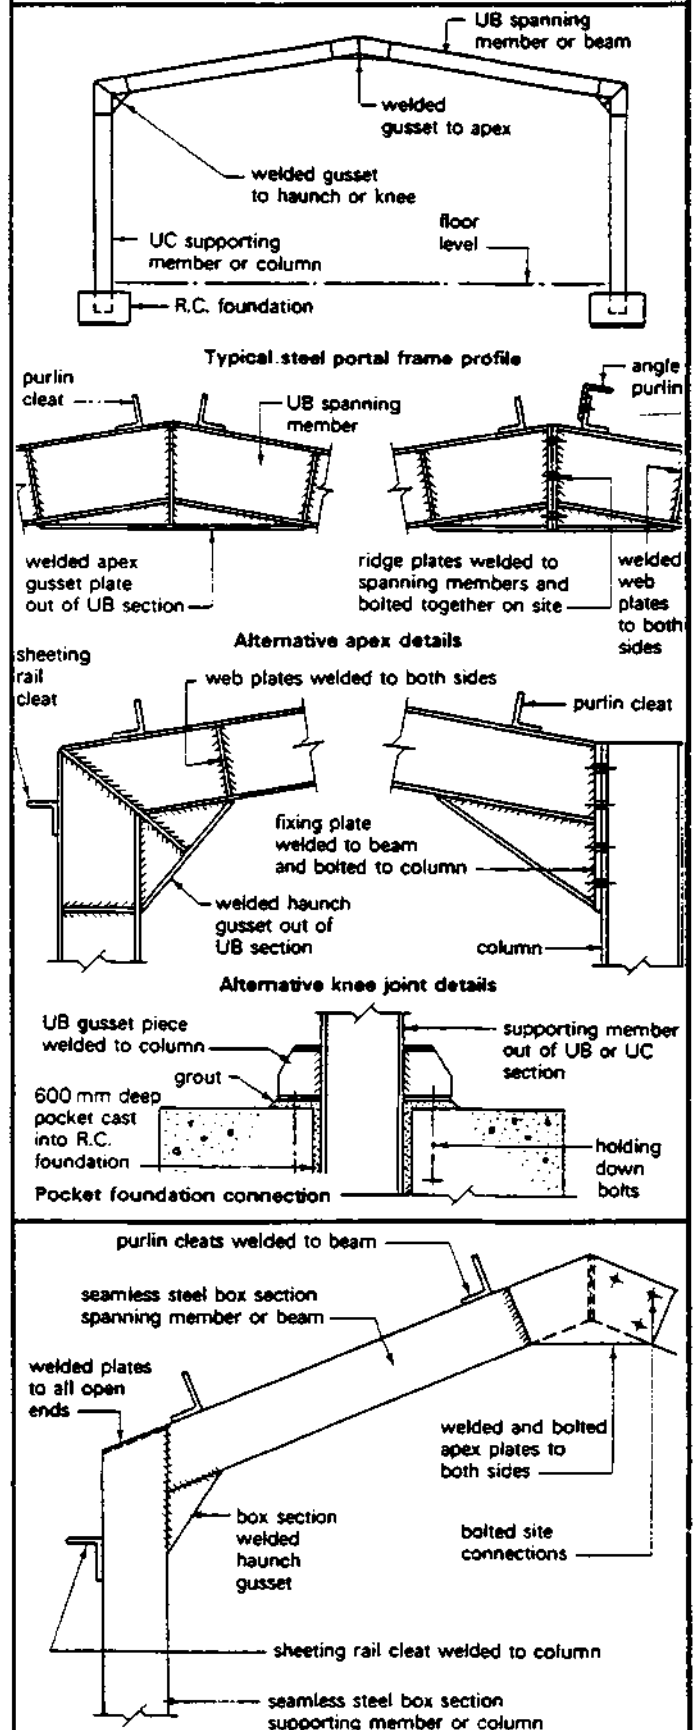 UB spanning
member or beam
welded
gusset to apex
welded gusset
to haunch or knee
floor
level
UC supporting
member or column
R.C. foundation
Typical steel portal frame profile
purlin
cleat
UB spanning
member
angle
purlin
welded apex
gusset plate
out of UB section
ridge plates welded to
spanning members and
bolted together on site
welded
web
plates
to both
sides
Alternative apex details
sheeting
rail
cleat
web plates welded to both sides
purlin cleat
fixing plate
welded to beam
and bolted to column
welded haunch
gusset out of
UB section
column
Alternative knee joint details
UB gusset piece
welded to column
grout
600 mm deep
pocket cast
into R.C.
foundation
supporting member
out of UB or UC
section
holding
down
bolts
Pocket foundation connection
purlin cleats welded to beam
seamless steel box section
spanning member or beam
welded plates
to all open
ends
welded and bolted
apex plates to
both sides
box section
welded
haunch
gusset
bolted site
connections
sheeting rail cleat welded to column
seamless steel box section
supporting member or column